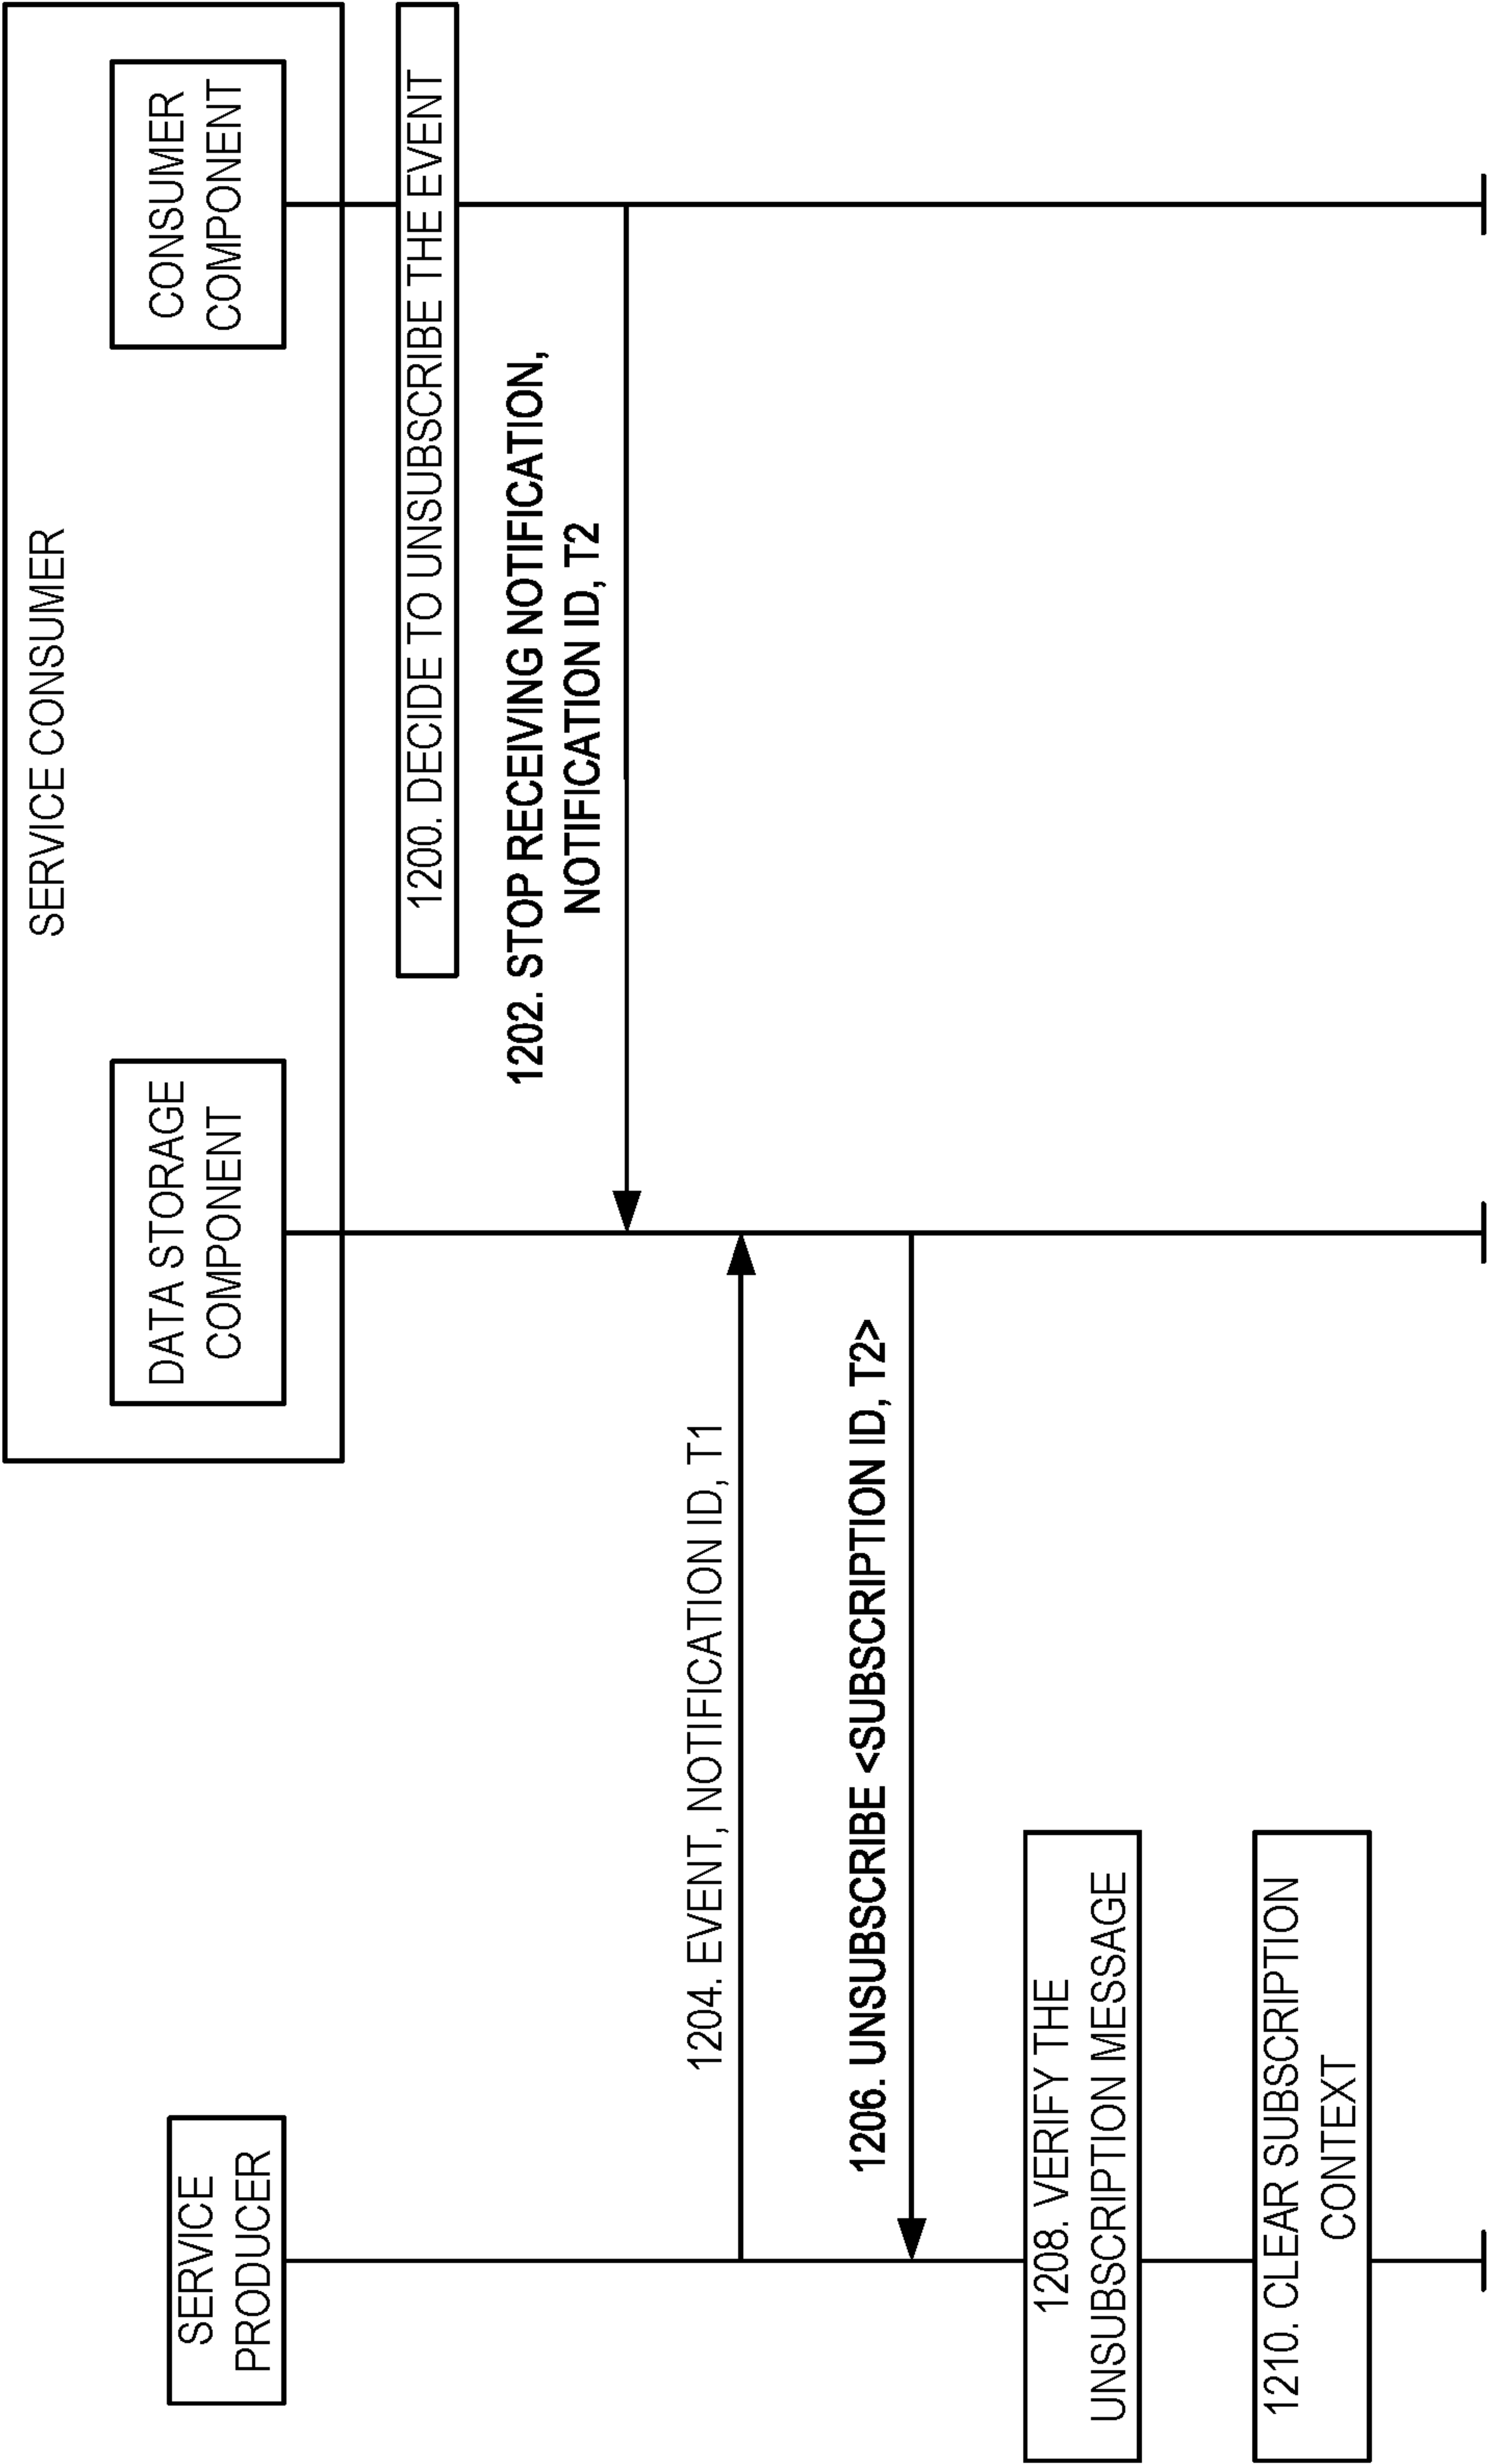 SERVICE CONSUMER
SERVICE
PRODUCER
DATA STORAGE
COMPONENT
CONSUMER
COMPONENT
1200. DECIDE TO UNSUBSCRIBE THE EVENT
1202. STOP RECEIVING NOTIFICATION,
NOTIFICATION ID, T2
1204. EVENT, NOTIFICATION ID, T1
1206. UNSUBSCRIBE <SUBSCRIPTION ID, T2>
1208. VERIFY THE
UNSUBSCRIPTION MESSAGE
1210. CLEAR SUBSCRIPTION
CONTEXT